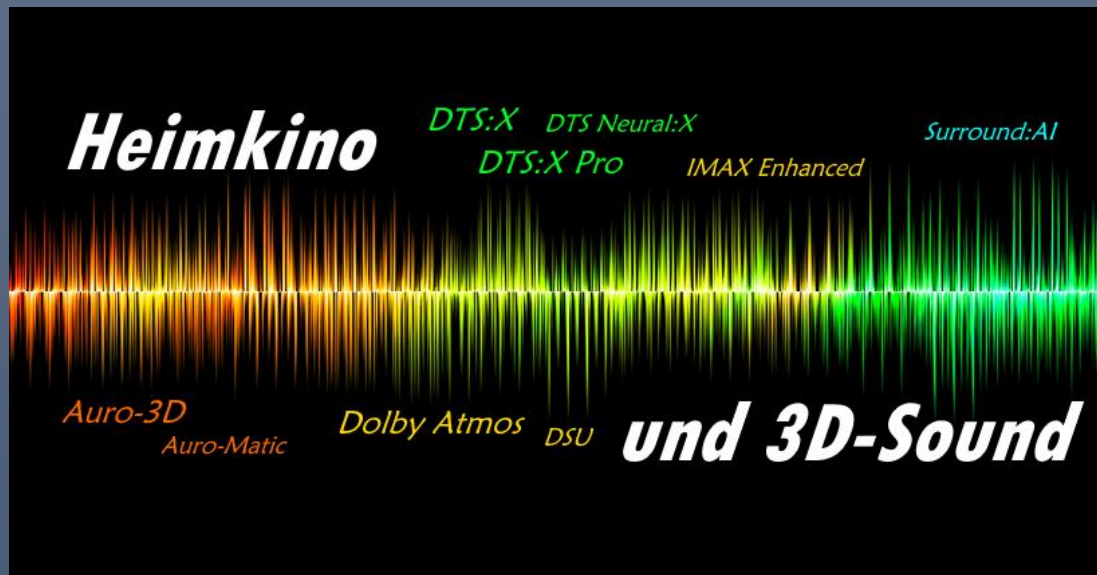 Heimkino
DTS:X
DTS Neural:X
DTS:X Pro
IMAX Enhanced
Surround:AI
Auro-3D
Auro-Matic
Dolby Atmos
DSU
und 3D-Sound